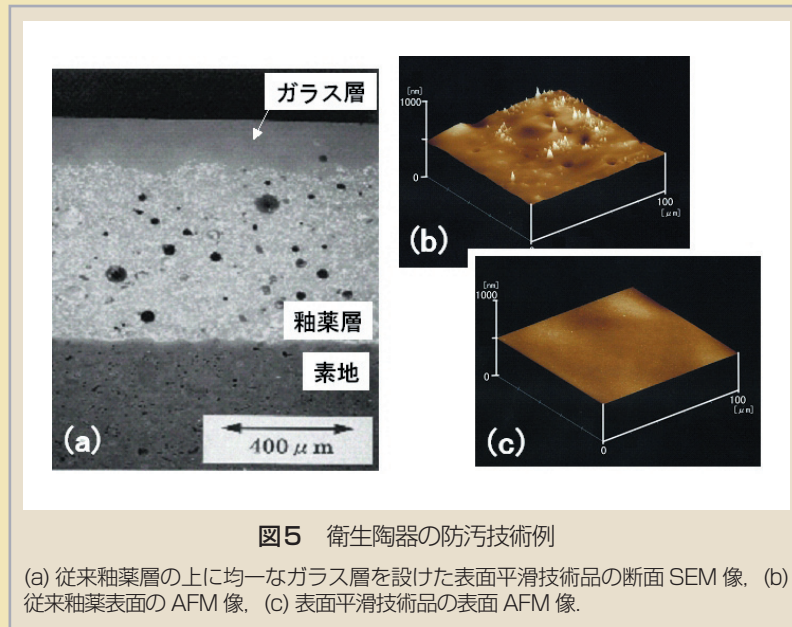 ガラス層
釉薬層
素地
(a)
400 μm
[nm]
1000
0
100
[μm]
0
(b)
[nm]
1000
0
100
[μm]
0
(c)
図5 衛生陶器の防汚技術例
(a) 従来釉薬層の上に均一なガラス層を設けた表面平滑技術品の断面 SEM 像, (b)
従来釉薬表面の AFM 像, (c) 表面平滑技術品の表面 AFM 像.